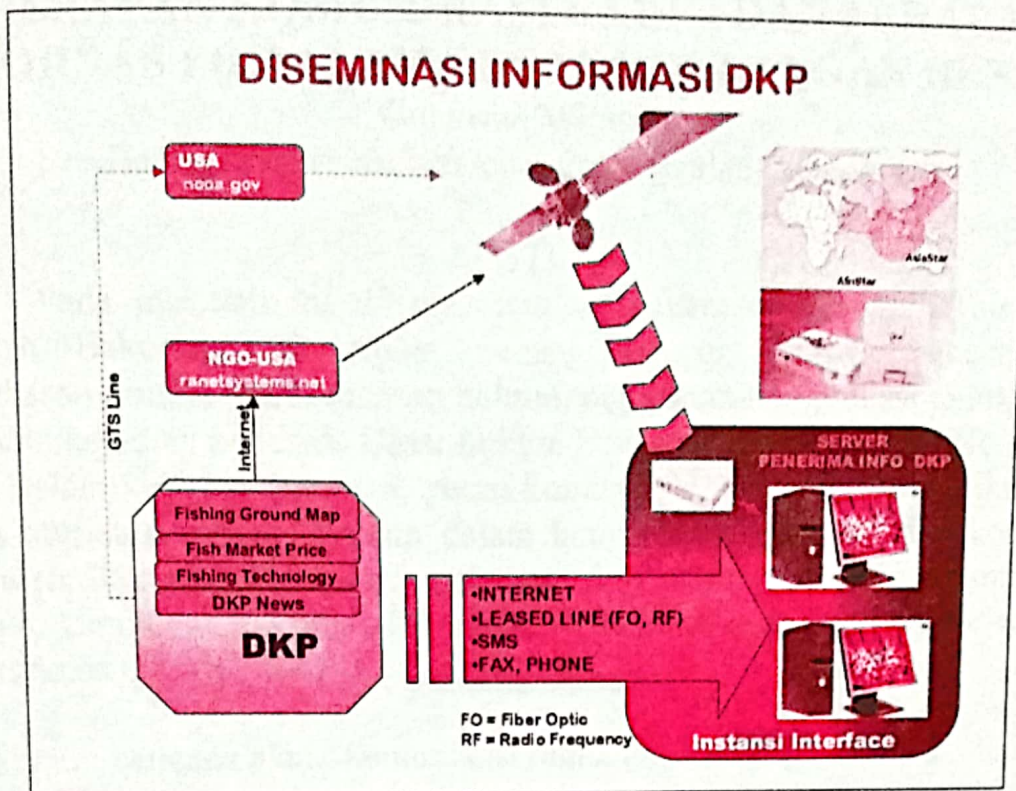 DISEMINASI INFORMASI DKP
USA
noaa.gov
AsiaStar
AfriStar
NGO-USA
ranetsystems.net
GTS Line
Internet
SERVER
PENERIMA INFO DKP
Fishing Ground Map
Fish Market Price
Fishing Technology
DKP News
DKP
•INTERNET
•LEASED LINE (FO, RF)
•SMS
•FAX, PHONE
FO = Fiber Optic
RF = Radio Frequency
Instansi Interface